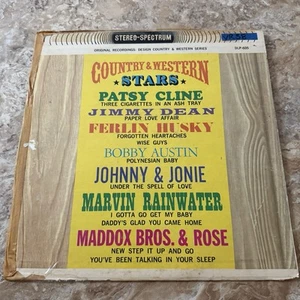 STEREO-SPECTRUM
ORIGINAL RECORDINGS: DESIGN COUNTRY & WESTERN SERIES
DLP-605
COUNTRY & WESTERN
★STARS★
PATSY CLINE
THREE CIGARETTES IN AN ASH TRAY
JIMMY DEAN
PAPER LOVE AFFAIR
FERLIN HUSKY
FORGOTTEN HEARTACHES
WISE GUYS
BOBBY AUSTIN
POLYNESIAN BABY
JOHNNY & JONIE
UNDER THE SPELL OF LOVE
MARVIN RAINWATER
I GOTTA GO GET MY BABY
DADDY'S GLAD YOU CAME HOME
MADDOX BROS. & ROSE
NEW STEP IT UP AND GO
YOU'VE BEEN TALKING IN YOUR SLEEP